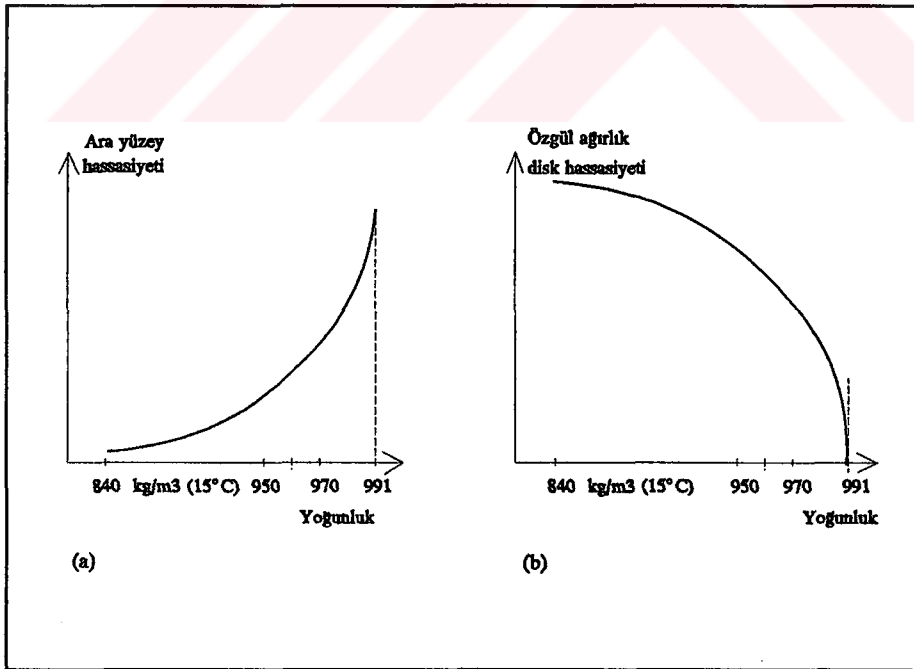 Ara yüzey
hassasiyeti
840 kg/m3 (15°C) 950 970 991
Yoğunluk
(a)
Özgül ağırlık
disk hassasiyeti
840 kg/m3 (15°C) 950 970 991
Yoğunluk
(b)